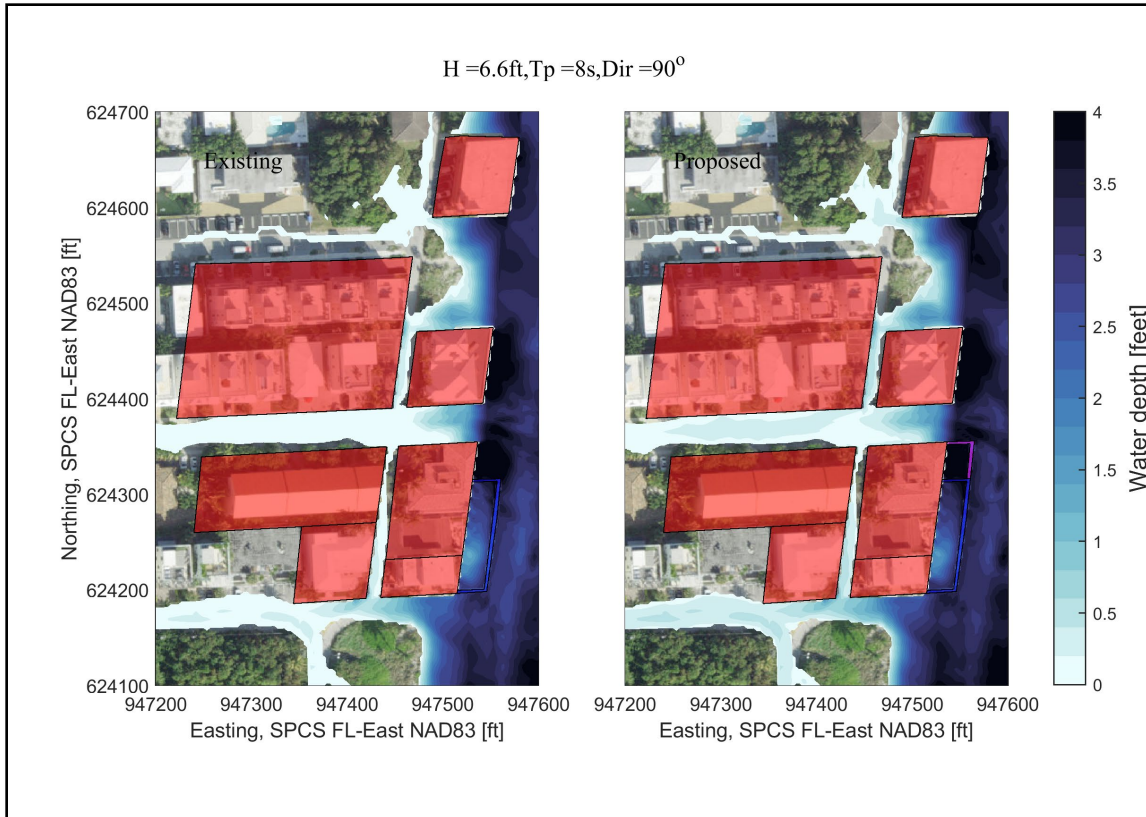 H =6.6ft,Tp =8s,Dir =90°
Existing
Proposed
Northing, SPCS FL-East NAD83 [ft]
624700
624600
624500
624400
624300
624200
624100
947200 947300 947400 947500 947600
Easting, SPCS FL-East NAD83 [ft]
947200 947300 947400 947500 947600
Easting, SPCS FL-East NAD83 [ft]
4
3.5
3
2.5
2
1.5
1
0.5
0
Water depth [feet]